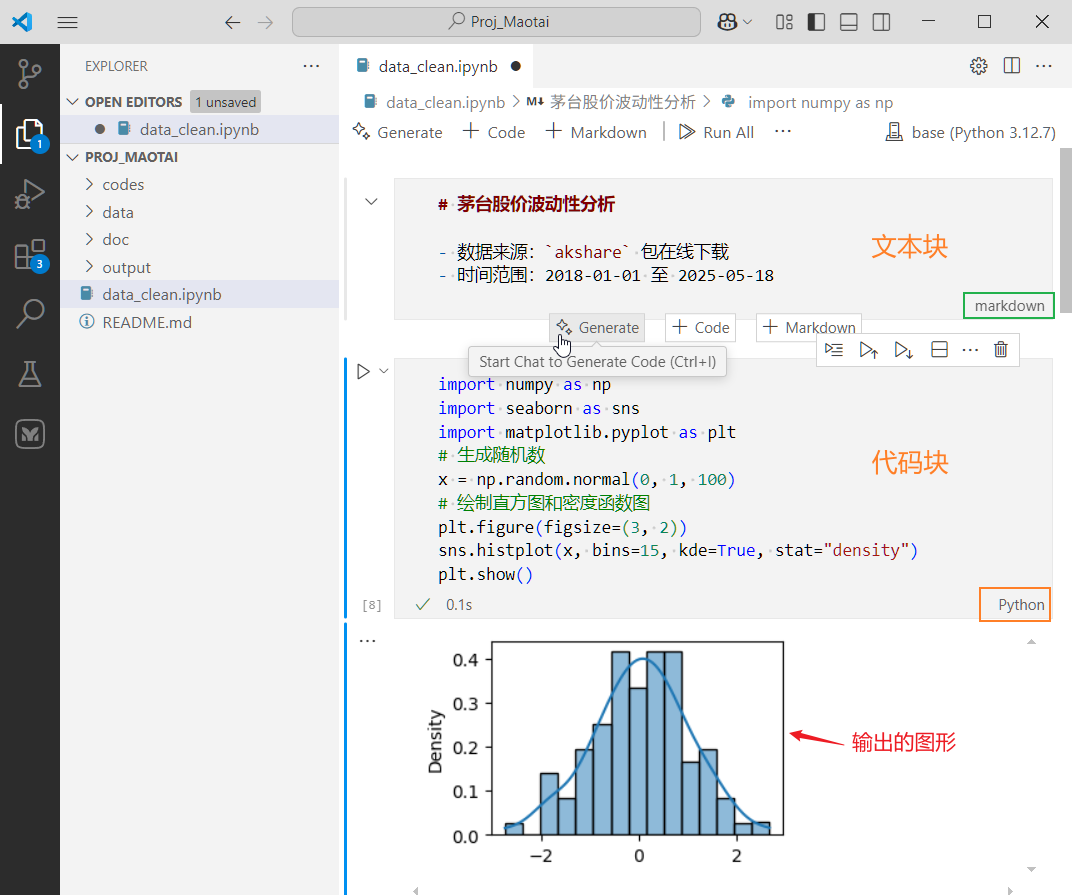 Proj_Maotai
EXPLORER
data_clean.ipynb
OPEN EDITORS 1 unsaved
data_clean.ipynb > M↓ 茅台股价波动性分析 > import numpy as np
data_clean.ipynb
Generate + Code + Markdown Run All ... base (Python 3.12.7)
1
PROJ_MAOTAI
codes
data
doc
output
data_clean.ipynb
README.md
3
# 茅台股价波动性分析
- 数据来源：`akshare` 包在线下载
- 时间范围：2018-01-01 至 2025-05-18
文本块
markdown
Generate + Code + Markdown
Start Chat to Generate Code (Ctrl+I)
import numpy as np
import seaborn as sns
import matplotlib.pyplot as plt
# 生成随机数
x = np.random.normal(0, 1, 100)
# 绘制直方图和密度函数图
plt.figure(figsize=(3, 2))
sns.histplot(x, bins=15, kde=True, stat="density")
plt.show()
代码块
[8] 0.1s
Python
Density
0.4
0.3
0.2
0.1
0.0
−2 0 2
输出的图形